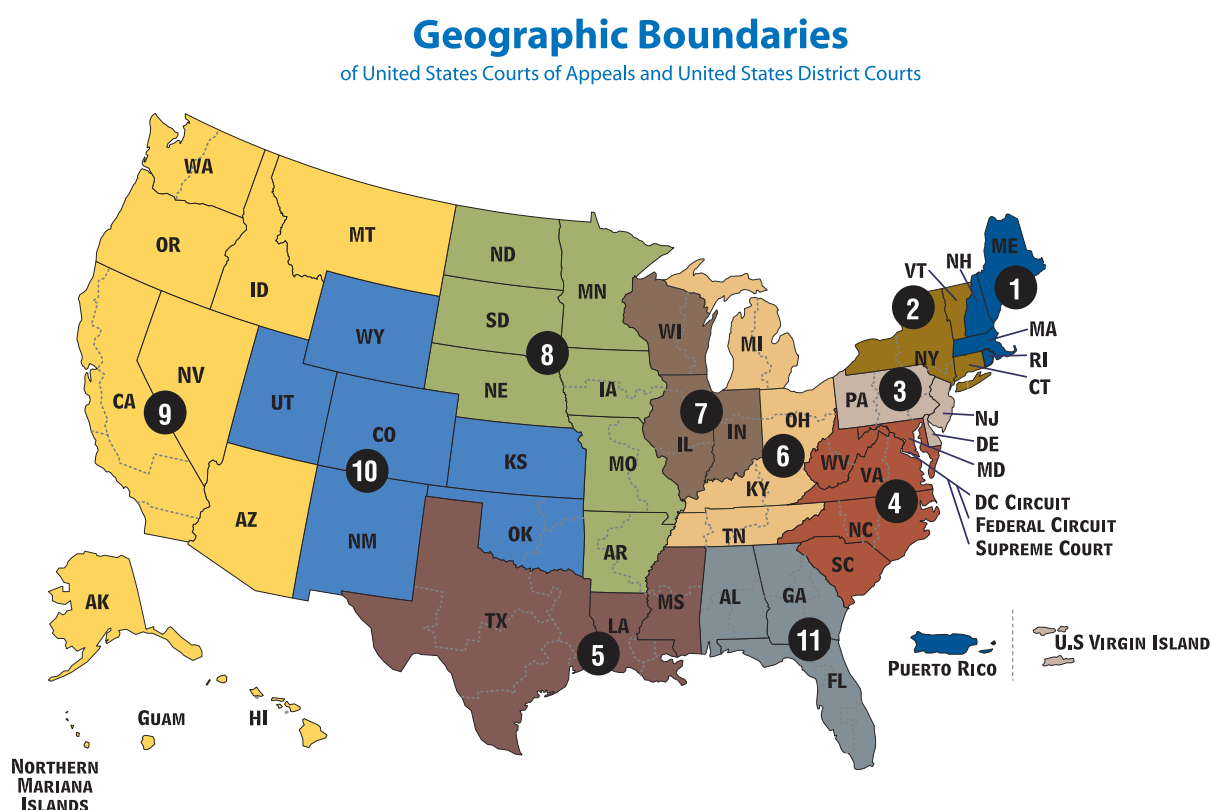 Geographic Boundaries
of United States Courts of Appeals and United States District Courts
WA
OR
MT
ID
ND
MN
SD
WY
NV
CA
9
UT
CO
10
NE
8
IA
WI
MI
7
IL
IN
OH
6
KS
MO
KY
AZ
NM
OK
AR
TN
TX
LA
5
MS
AL
GA
11
FL
SC
NC
4
VA
WV
PA
3
NY
2
VT
NH
ME
1
MA
RI
CT
NJ
DE
MD
DC CIRCUIT
FEDERAL CIRCUIT
SUPREME COURT
AK
GUAM
HI
NORTHERN
MARIANA
ISLANDS
PUERTO RICO
U.S VIRGIN ISLAND